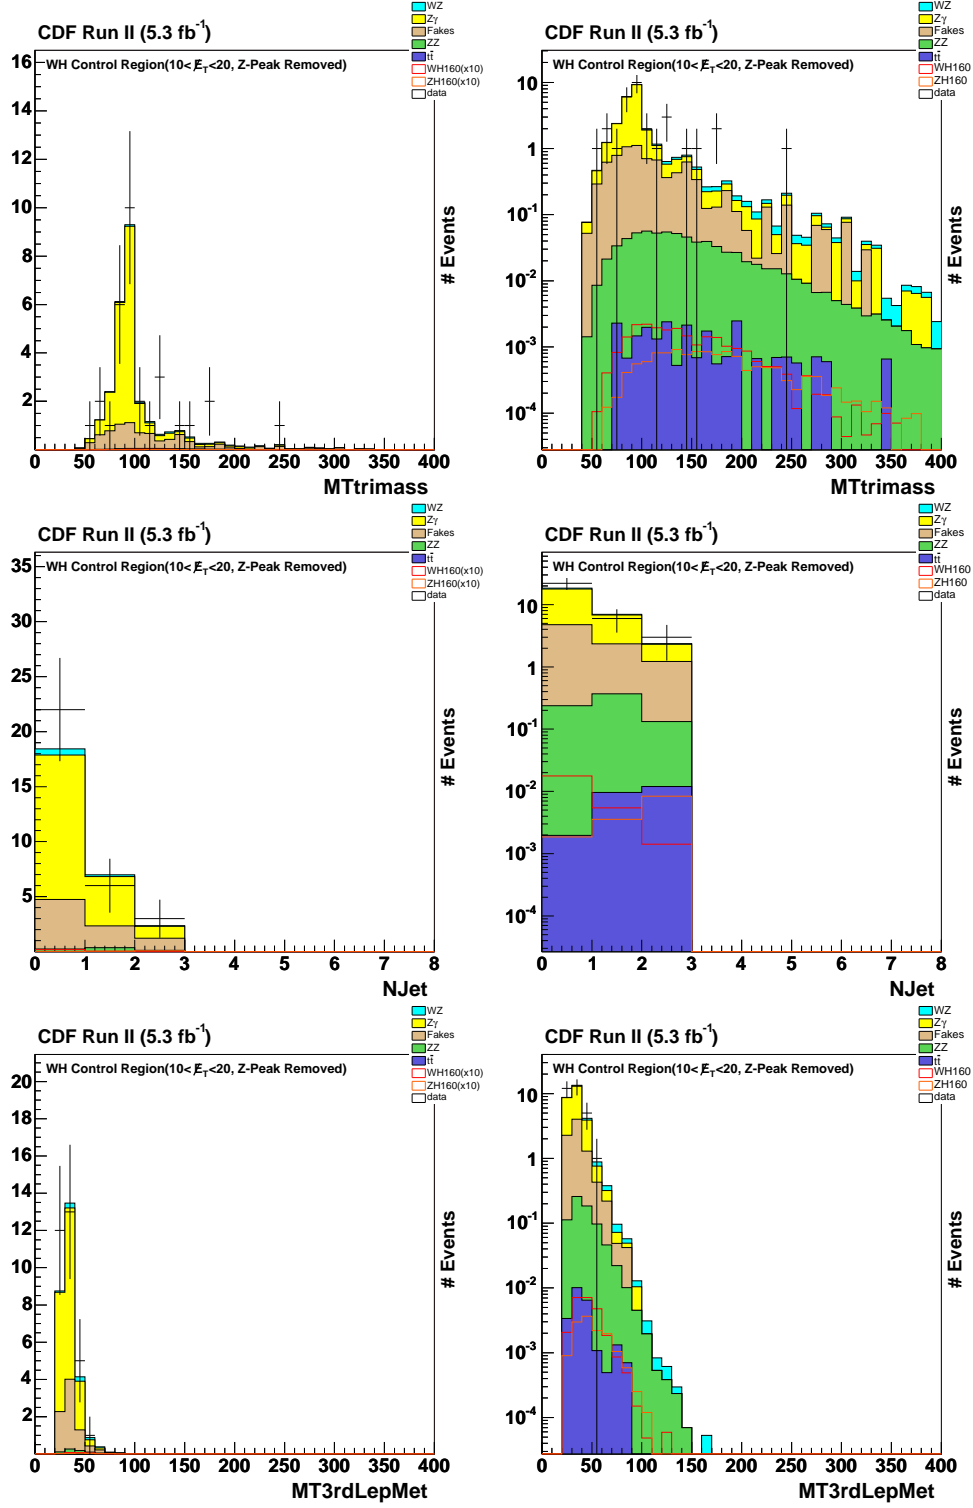 CDF Run II (5.3 fb⁻¹)
WH Control Region(10< E̸_T<20, Z-Peak Removed)
WZ
Zγ
Fakes
ZZ
tt̄
WH160(x10)
ZH160(x10)
data
16
14
12
10
8
6
4
2
0 50 100 150 200 250 300 350 400
MTtrimass
# Events
CDF Run II (5.3 fb⁻¹)
WH Control Region(10< E̸_T<20, Z-Peak Removed)
WZ
Zγ
Fakes
ZZ
tt̄
WH160
ZH160
data
10
1
10⁻¹
10⁻²
10⁻³
10⁻⁴
0 50 100 150 200 250 300 350 400
MTtrimass
# Events
CDF Run II (5.3 fb⁻¹)
WH Control Region(10< E̸_T<20, Z-Peak Removed)
WZ
Zγ
Fakes
ZZ
tt̄
WH160(x10)
ZH160(x10)
data
35
30
25
20
15
10
5
0 1 2 3 4 5 6 7 8
NJet
# Events
CDF Run II (5.3 fb⁻¹)
WH Control Region(10< E̸_T<20, Z-Peak Removed)
WZ
Zγ
Fakes
ZZ
tt̄
WH160
ZH160
data
10
1
10⁻¹
10⁻²
10⁻³
10⁻⁴
0 1 2 3 4 5 6 7 8
NJet
# Events
CDF Run II (5.3 fb⁻¹)
WH Control Region(10< E̸_T<20, Z-Peak Removed)
WZ
Zγ
Fakes
ZZ
tt̄
WH160(x10)
ZH160(x10)
data
20
18
16
14
12
10
8
6
4
2
0 50 100 150 200 250 300 350 400
MT3rdLepMet
# Events
CDF Run II (5.3 fb⁻¹)
WH Control Region(10< E̸_T<20, Z-Peak Removed)
WZ
Zγ
Fakes
ZZ
tt̄
WH160
ZH160
data
10
1
10⁻¹
10⁻²
10⁻³
10⁻⁴
0 50 100 150 200 250 300 350 400
MT3rdLepMet
# Events